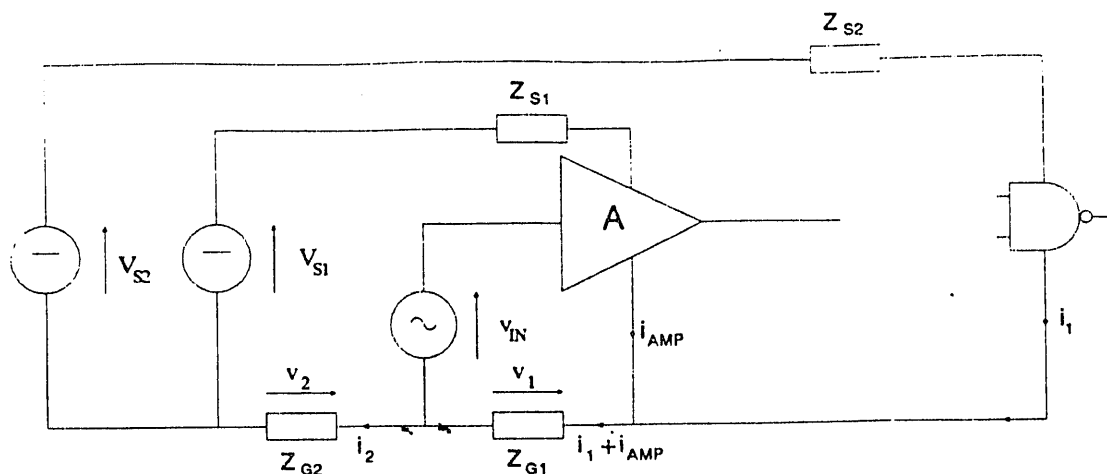 Z S2
Z S1
A
V S2
V S1
v IN
i AMP
i 1
v 2
v 1
i 2
i 1 + i AMP
Z G2
Z G1